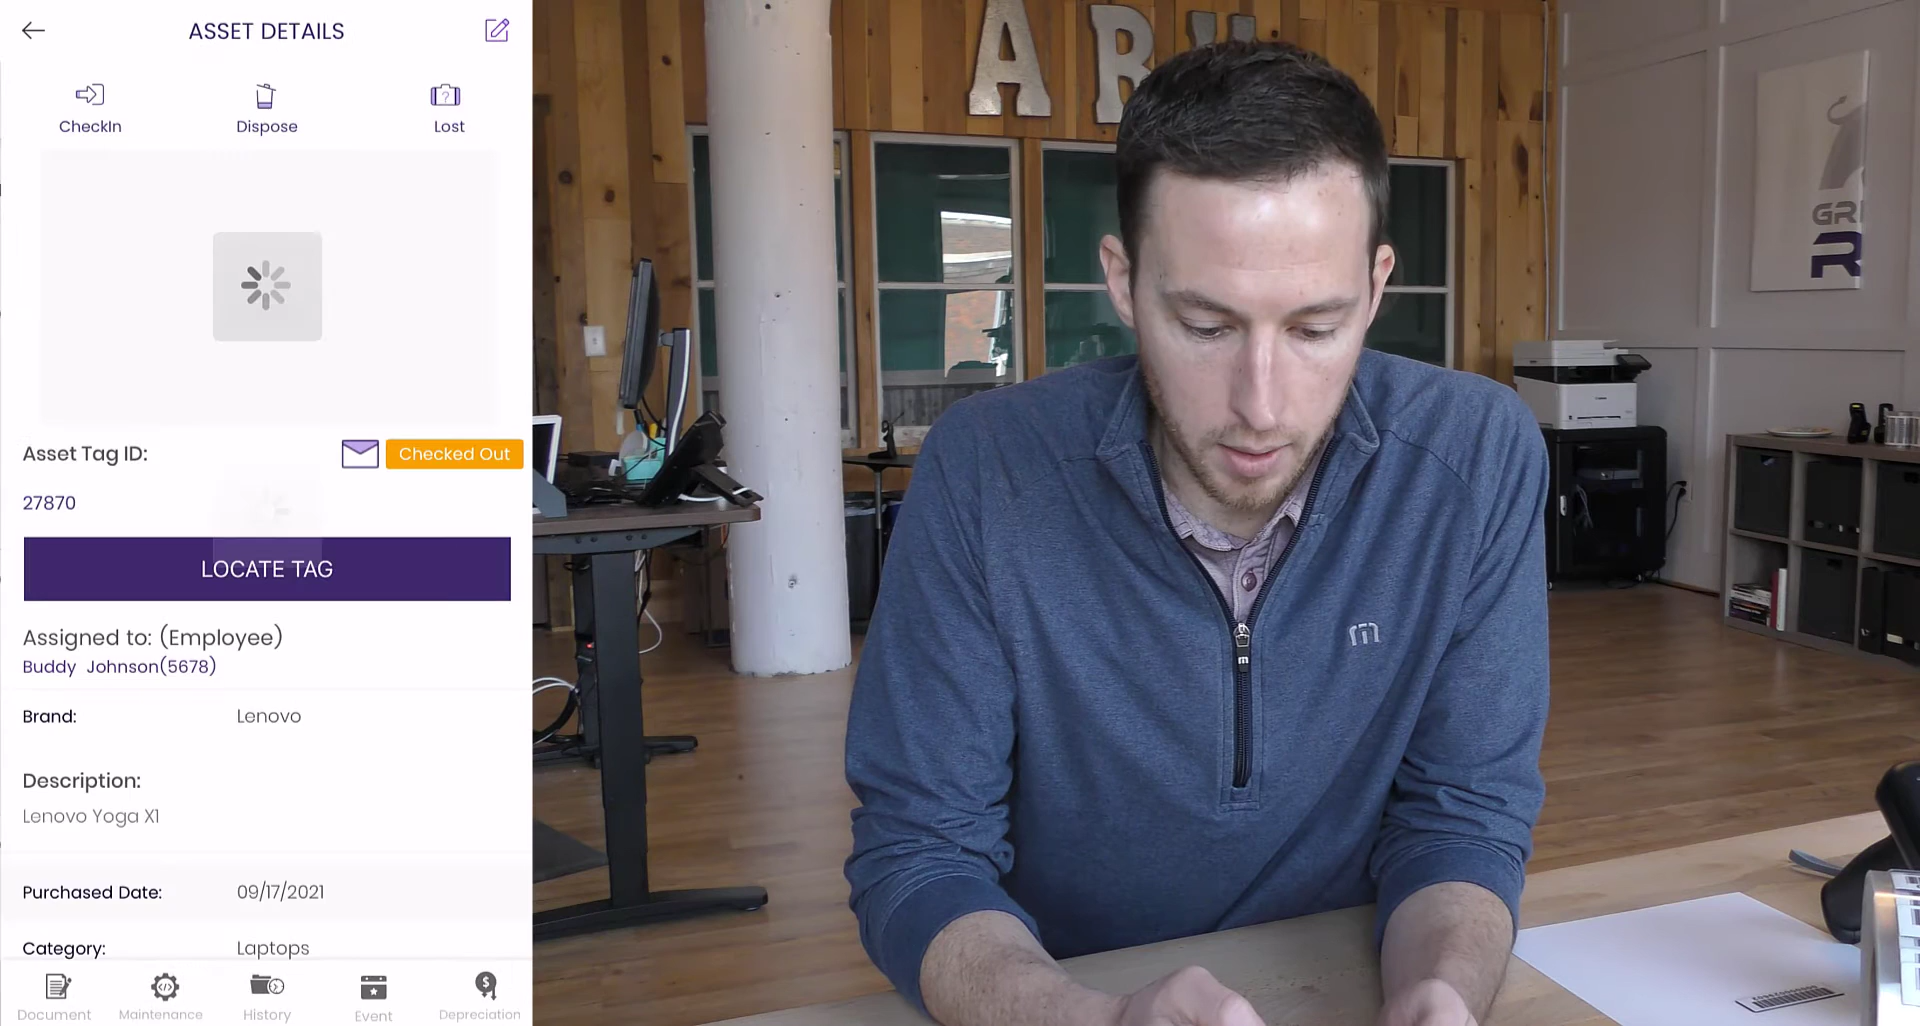 ASSET DETAILS
CheckIn
Dispose
Lost
Asset Tag ID:
Checked Out
27870
LOCATE TAG
Assigned to: (Employee)
Buddy Johnson(5678)
Brand:
Lenovo
Description:
Lenovo Yoga X1
Purchased Date:
09/17/2021
Category:
Laptops
Document
Maintenance
History
Event
Depreciation
A R
GR
R
m